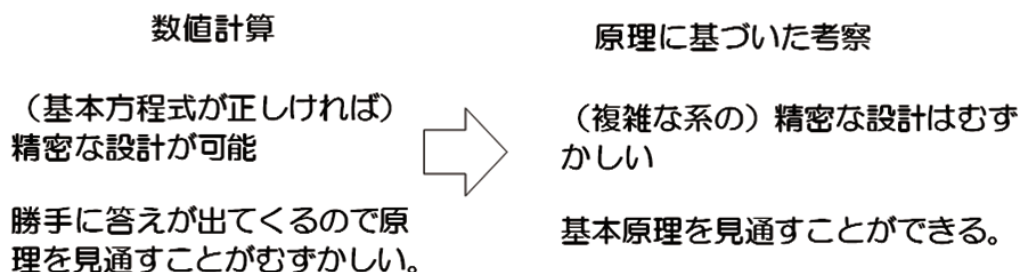 数値計算
（基本方程式が正しければ）
精密な設計が可能
勝手に答えが出てくるので原
理を見通すことがむずかしい。
原理に基づいた考察
（複雑な系の）精密な設計はむず
かしい
基本原理を見通すことができる。